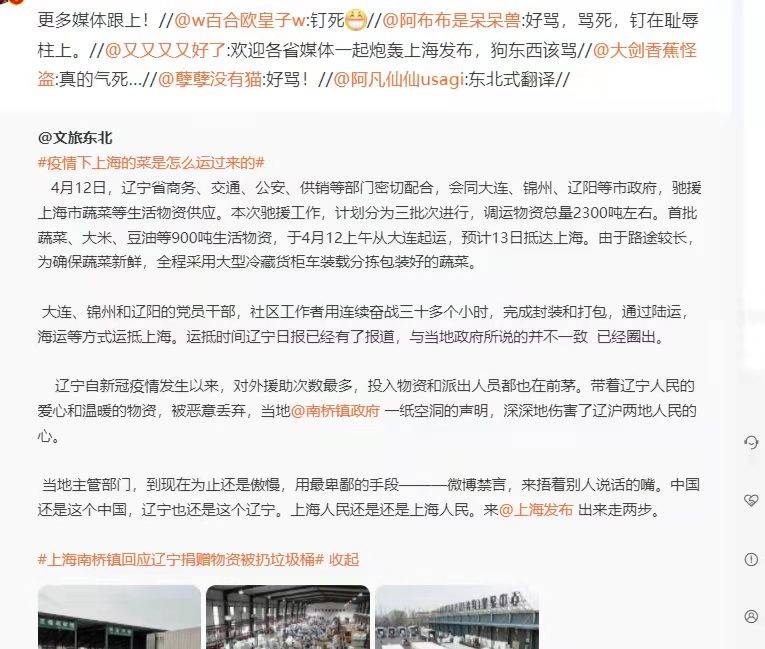 更多媒体跟上！//@w百合欧皇子w:钉死😷//@阿布布是呆呆兽:好骂，骂死，钉在耻辱
柱上。//@又又又又好了:欢迎各省媒体一起炮轰上海发布，狗东西该骂//@大剑香蕉怪
盗:真的气死...//@孽孽没有猫:好骂！//@阿凡仙仙usagi:东北式翻译//
@文旅东北
#疫情下上海的菜是怎么运过来的#
4月12日，辽宁省商务、交通、公安、供销等部门密切配合，会同大连、锦州、辽阳等市政府，驰援
上海市蔬菜等生活物资供应。本次驰援工作，计划分为三批次进行，调运物资总量2300吨左右。首批
蔬菜、大米、豆油等900吨生活物资，于4月12上午从大连起运，预计13日抵达上海。由于路途较长，
为确保蔬菜新鲜，全程采用大型冷藏货柜车装载分拣包装好的蔬菜。
大连、锦州和辽阳的党员干部，社区工作者用连续奋战三十多个小时，完成封装和打包，通过陆运，
海运等方式运抵上海。运抵时间辽宁日报已经有了报道，与当地政府所说的并不一致 已经圈出。
辽宁自新冠疫情发生以来，对外援助次数最多，投入物资和派出人员都也在前茅。带着辽宁人民的
爱心和温暖的物资，被恶意丢弃，当地@南桥镇政府 一纸空洞的声明，深深地伤害了辽沪两地人民的
心。
当地主管部门，到现在为止还是傲慢，用最卑鄙的手段———微博禁言，来捂着别人说话的嘴。中国
还是这个中国，辽宁也还是这个辽宁。上海人民还是还是上海人民。来@上海发布 出来走两步。
#上海南桥镇回应辽宁捐赠物资被扔垃圾桶# 收起